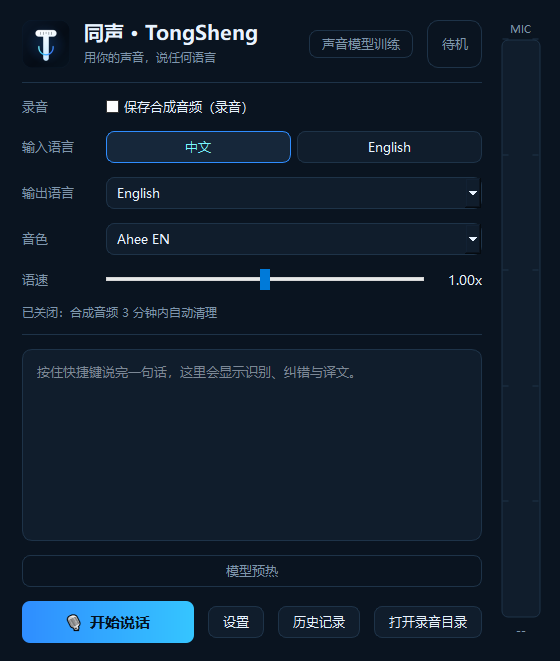 同声 • TongSheng
用你的声音，说任何语言
声音模型训练
待机
MIC
录音
保存合成音频（录音）
输入语言
中文
English
输出语言
English
音色
Ahee EN
语速
1.00x
已关闭：合成音频 3 分钟内自动清理
按住快捷键说完一句话，这里会显示识别、纠错与译文。
模型预热
开始说话
设置
历史记录
打开录音目录
--